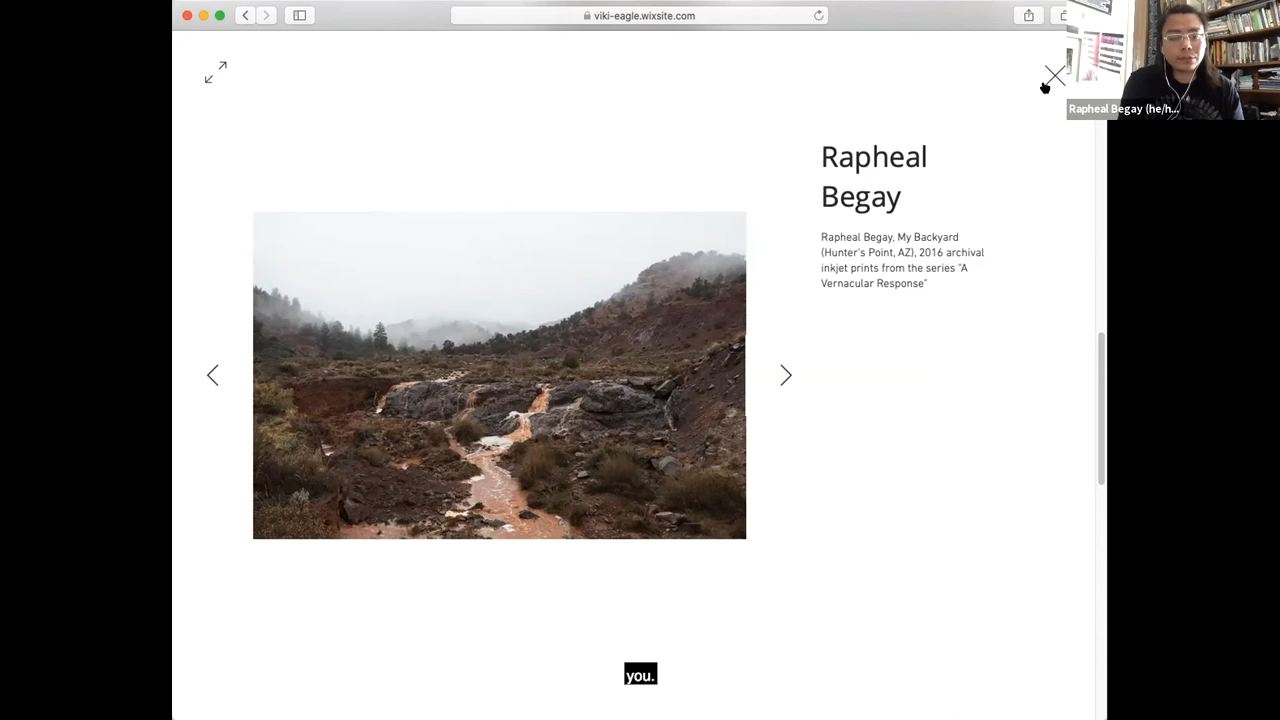 viki-eagle.wixsite.com
Rapheal Begay (he/h...
Rapheal
Begay
Rapheal Begay, My Backyard
(Hunter's Point, AZ), 2016 archival
inkjet prints from the series "A
Vernacular Response"
you.